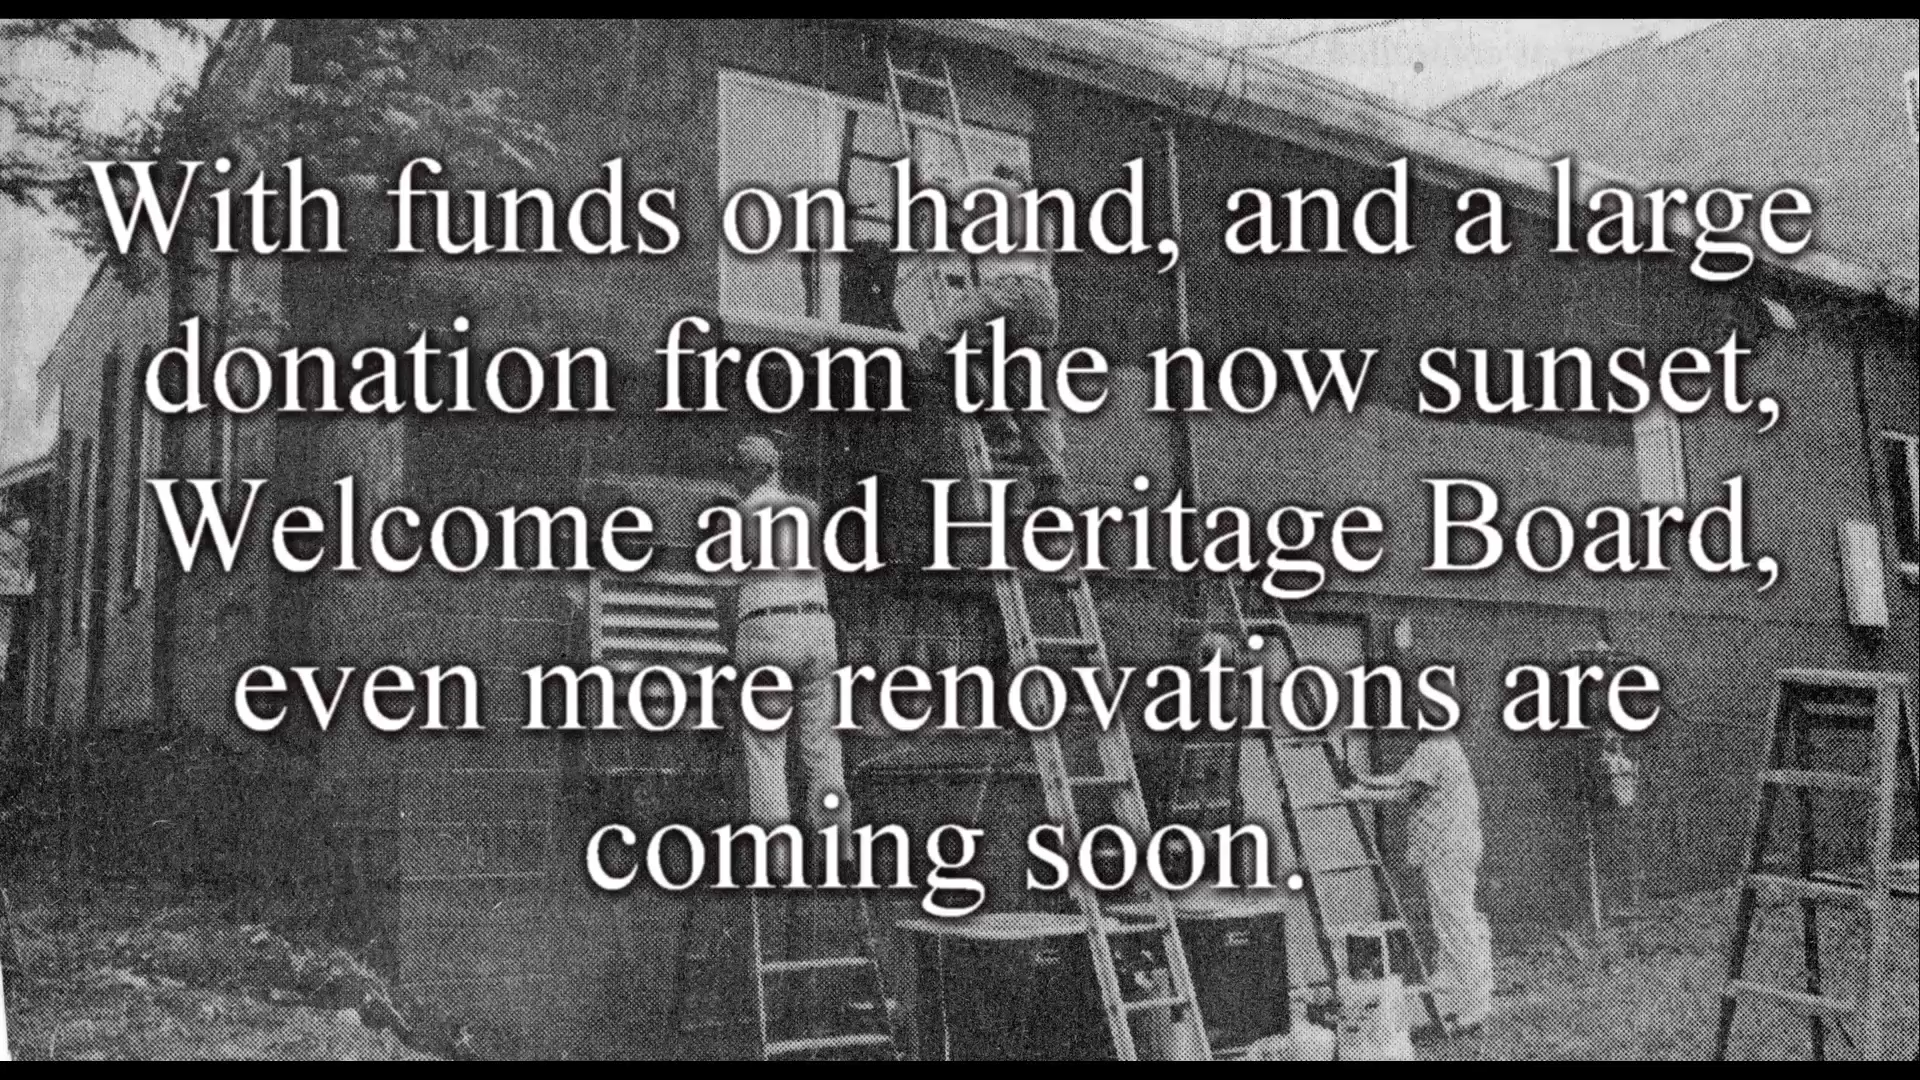 With funds on hand, and a large
donation from the now sunset,
Welcome and Heritage Board,
even more renovations are
coming soon.